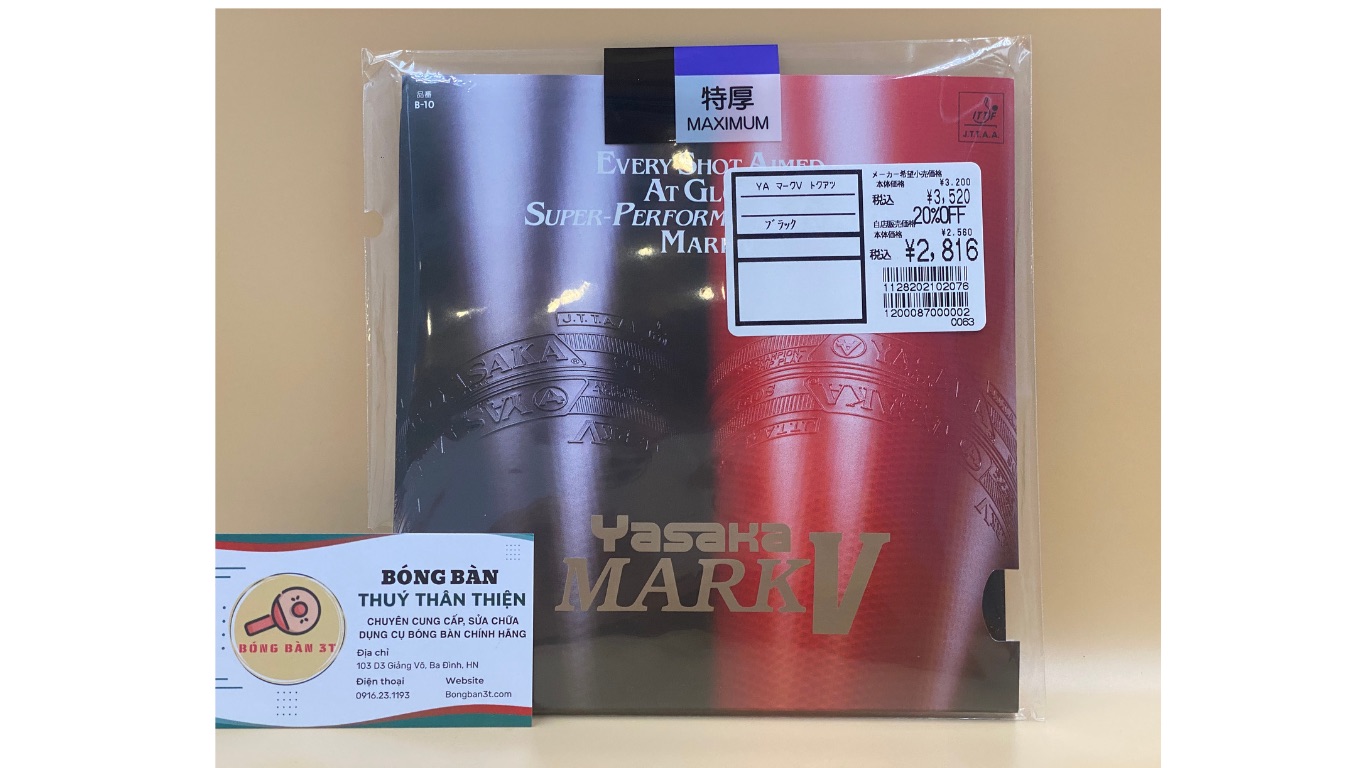 品番
B-10
特厚
MAXIMUM
I.T.T.F
J.T.T.A.A
EVERY SHOT AIMED
AT GL
SUPER-PERFORM
MAR
YA マークV トクアツ
ブラック
メーカー希望小売価格
本体価格 ¥3,200
税込 ¥3,520
20%OFF
当店販売価格
本体価格 ¥2,560
税込 ¥2,816
1128202102076
1200087000002
0063
J.T.T.A.A
YASAKA
YASAKA
Yasaka
MARK V
BÓNG BÀN
THUÝ THÂN THIỆN
CHUYÊN CUNG CẤP, SỬA CHỮA
DỤNG CỤ BÓNG BÀN CHÍNH HÃNG
BÓNG BÀN 3T
Địa chỉ
103 D3 Giảng Võ, Ba Đình, HN
Điện thoại Website
0916.23.1193 Bongban3t.com